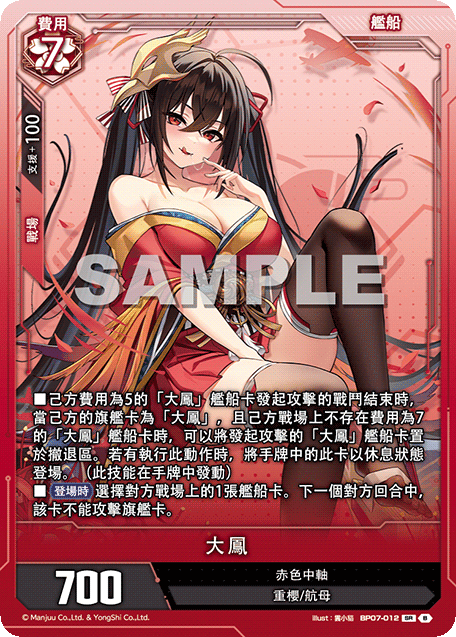 費用
7
艦船
支援+100
戰場
SAMPLE
■己方費用為5的「大鳳」艦船卡發起攻擊的戰鬥結束時,
當己方的旗艦卡為「大鳳」, 且己方戰場上不存在費用為7
的「大鳳」艦船卡時, 可以將發起攻擊的「大鳳」艦船卡置
於撤退區。若有執行此動作時, 將手牌中的此卡以休息狀態
登場。(此技能在手牌中發動)
■登場時 選擇對方戰場上的1張艦船卡。下一個對方回合中,
該卡不能攻擊旗艦卡。
大鳳
700
赤色中軸
重櫻/航母
© Manjuu Co.,Ltd. & YongShi Co.,Ltd.
illust : 雲小貓 BP07-012 SR B